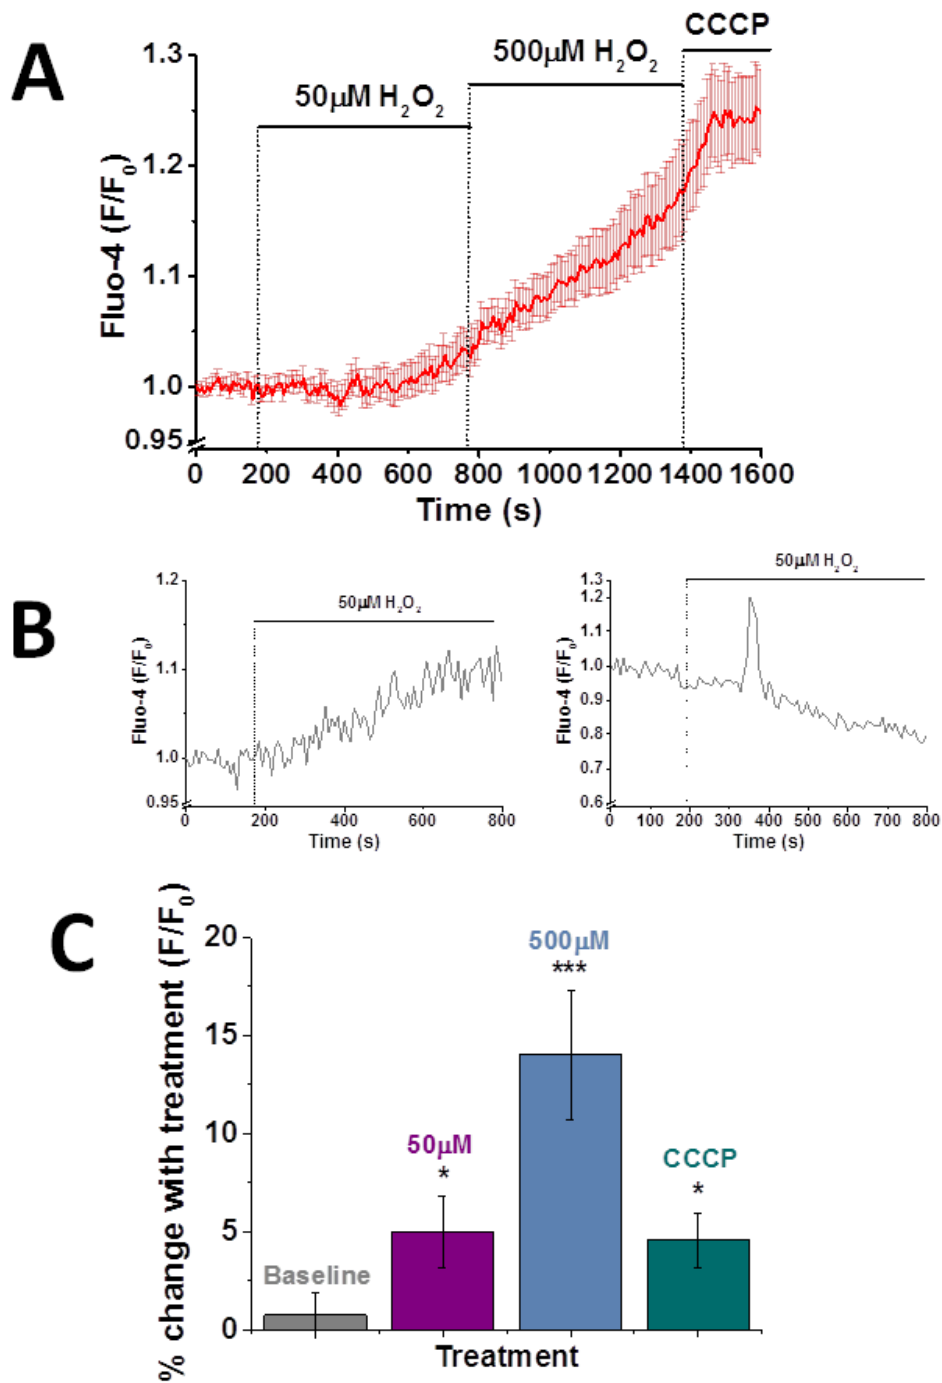 A
CCCP
500μM H₂O₂
50μM H₂O₂
Fluo-4 (F/F₀)
1.3
1.2
1.1
1.0
0.95
0 200 400 600 800 1000 1200 1400 1600
Time (s)
B
50μM H₂O₂
Fluo-4 (F/F₀)
1.2
1.1
1.0
0.95
0 200 400 600 800
Time (s)
50μM H₂O₂
Fluo-4 (F/F₀)
1.3
1.2
1.0
0.9
0.8
0.7
0.6
0 100 200 300 400 500 600 700 800
Time (s)
C
% change with treatment (F/F₀)
20
15
10
5
0
Baseline
50μM
*
500μM
***
CCCP
*
Treatment